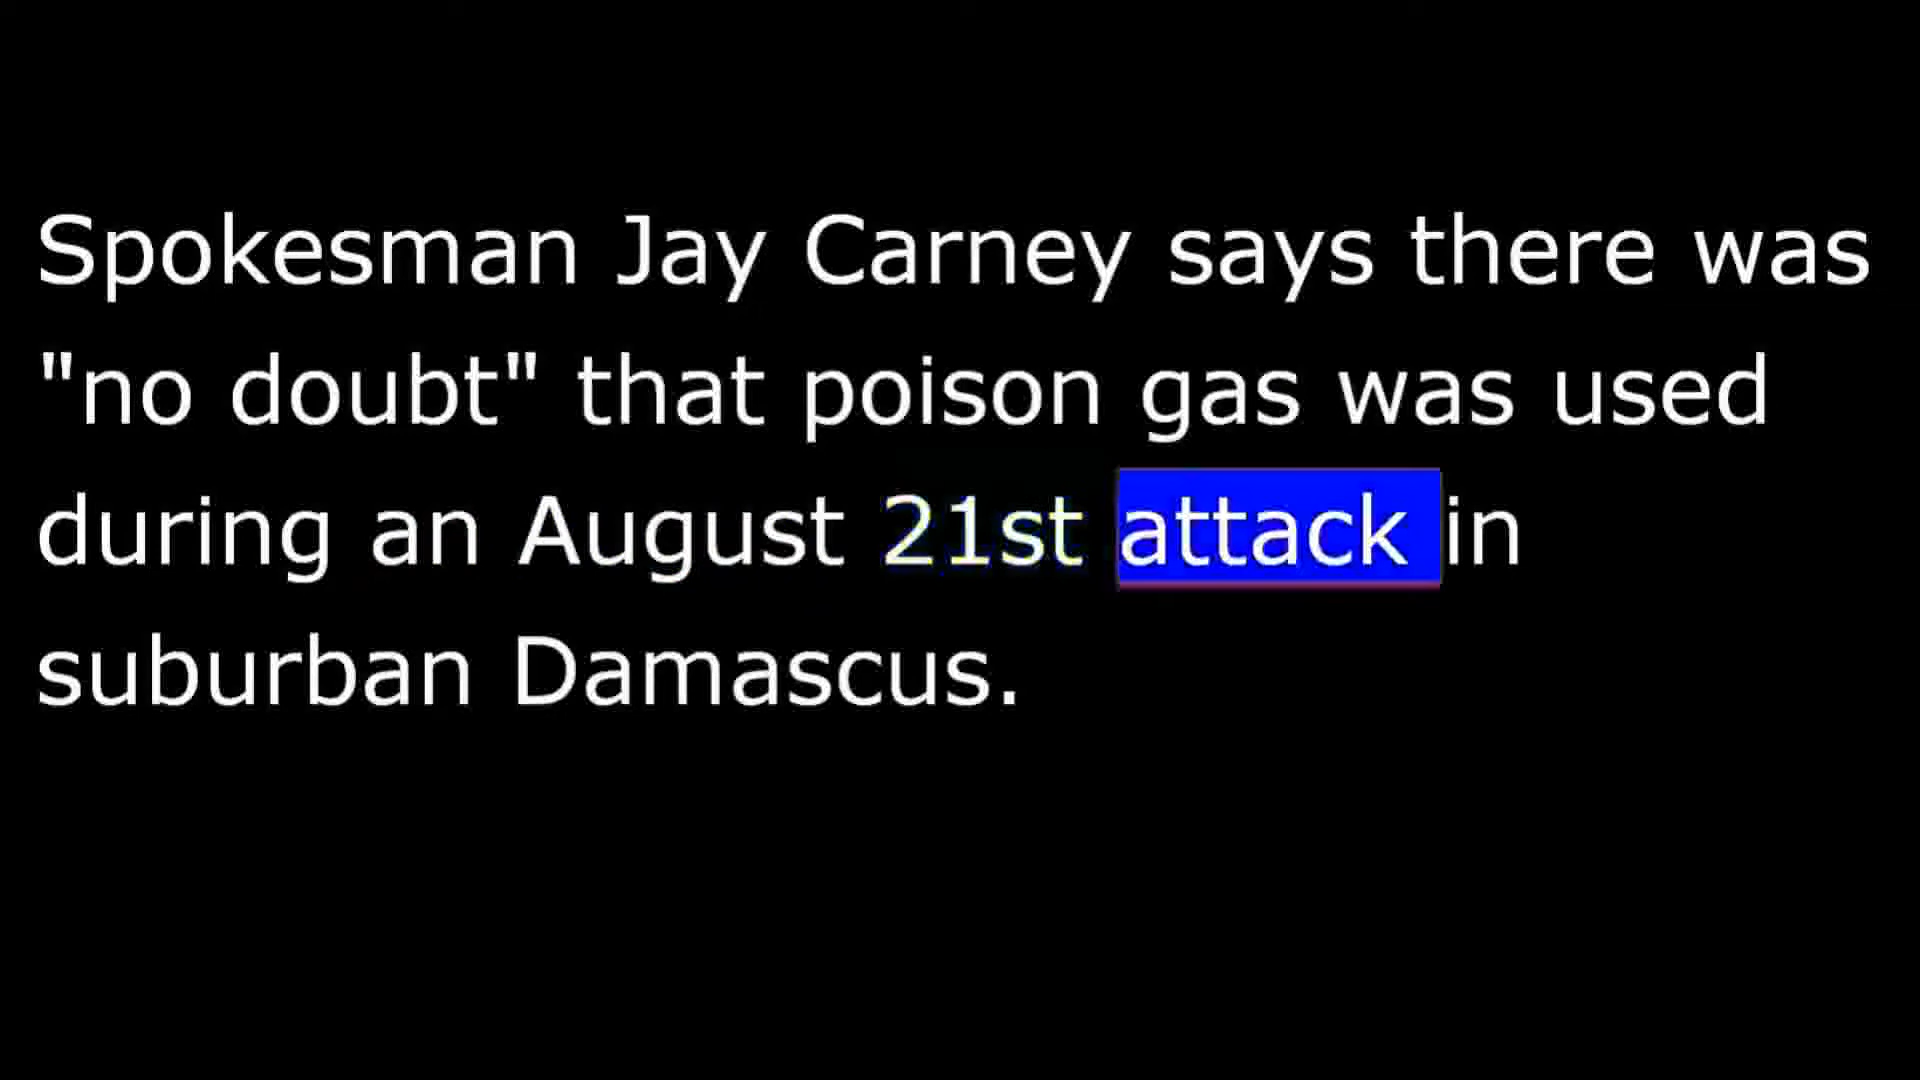 Spokesman Jay Carney says there was
"no doubt" that poison gas was used
during an August 21st attack in
suburban Damascus.